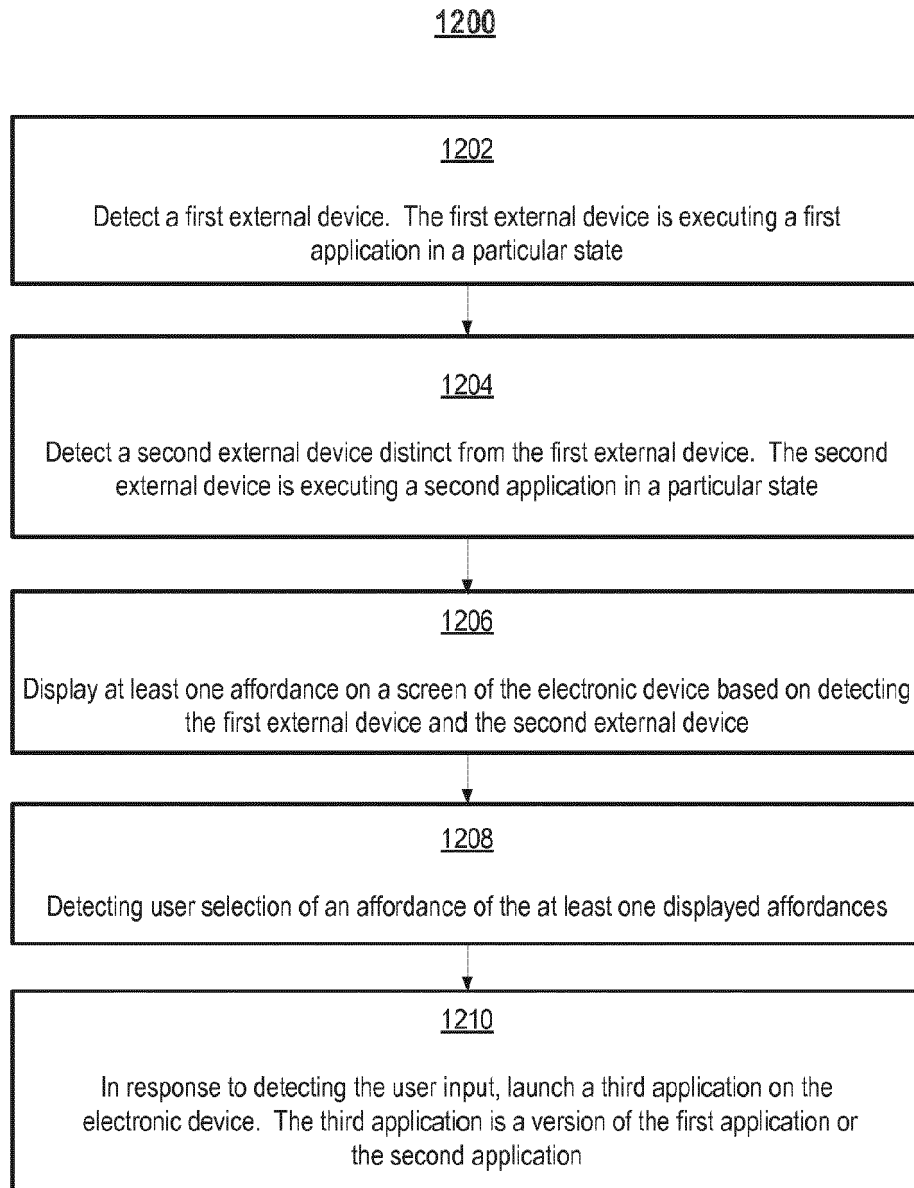 1200
1202
Detect a first external device. The first external device is executing a first
application in a particular state
1204
Detect a second external device distinct from the first external device. The second
external device is executing a second application in a particular state
1206
Display at least one affordance on a screen of the electronic device based on detecting
the first external device and the second external device
1208
Detecting user selection of an affordance of the at least one displayed affordances
1210
In response to detecting the user input, launch a third application on the
electronic device. The third application is a version of the first application or
the second application